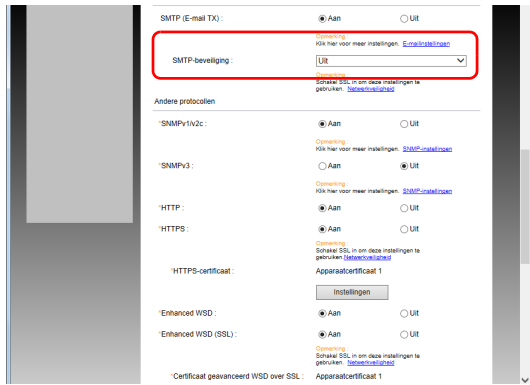 SMTP (E-mail TX) : Aan Uit
Opmerking :
Klik hier voor meer instellingen. E-mailinstellingen
SMTP-beveiliging : Uit
Opmerking :
Schakel SSL in om deze instellingen te
gebruiken. Netwerkveiligheid
Andere protocollen
*SNMPv1/v2c : Aan Uit
Opmerking :
Klik hier voor meer instellingen. SNMP-instellingen
*SNMPv3 : Aan Uit
Opmerking :
Klik hier voor meer instellingen. SNMP-instellingen
*HTTP : Aan Uit
*HTTPS : Aan Uit
Opmerking :
Schakel SSL in om deze instellingen te
gebruiken.Netwerkveiligheid
*HTTPS-certificaat : Apparaatcertificaat 1
Instellingen
*Enhanced WSD : Aan Uit
*Enhanced WSD (SSL) : Aan Uit
Opmerking :
Schakel SSL in om deze instellingen te
gebruiken. Netwerkveiligheid
*Certificaat geavanceerd WSD over SSL : Apparaatcertificaat 1